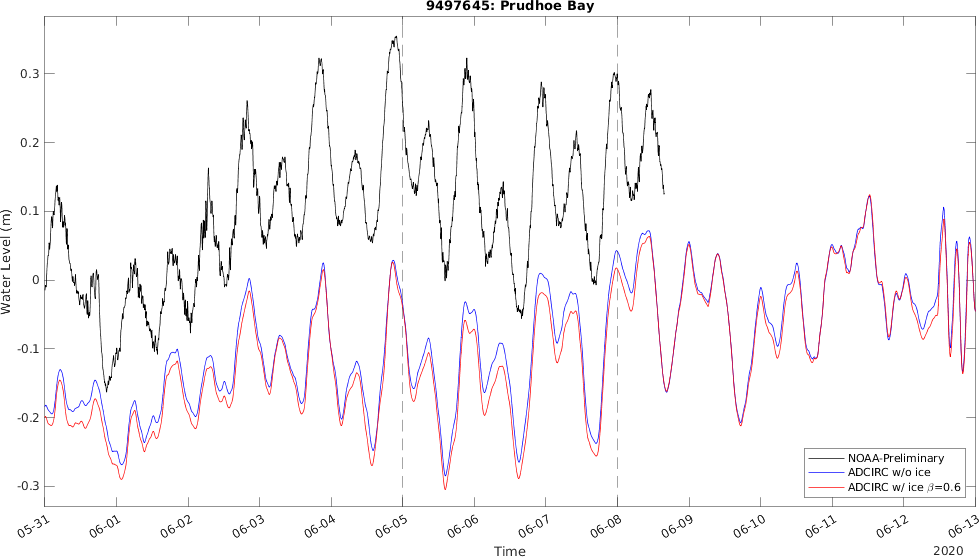 9497645: Prudhoe Bay
Water Level (m)
0.3
0.2
0.1
0
-0.1
-0.2
-0.3
NOAA-Preliminary
ADCIRC w/o ice
ADCIRC w/ ice β=0.6
05-31 06-01 06-02 06-03 06-04 06-05 06-06 06-07 06-08 06-09 06-10 06-11 06-12 06-13
Time
2020